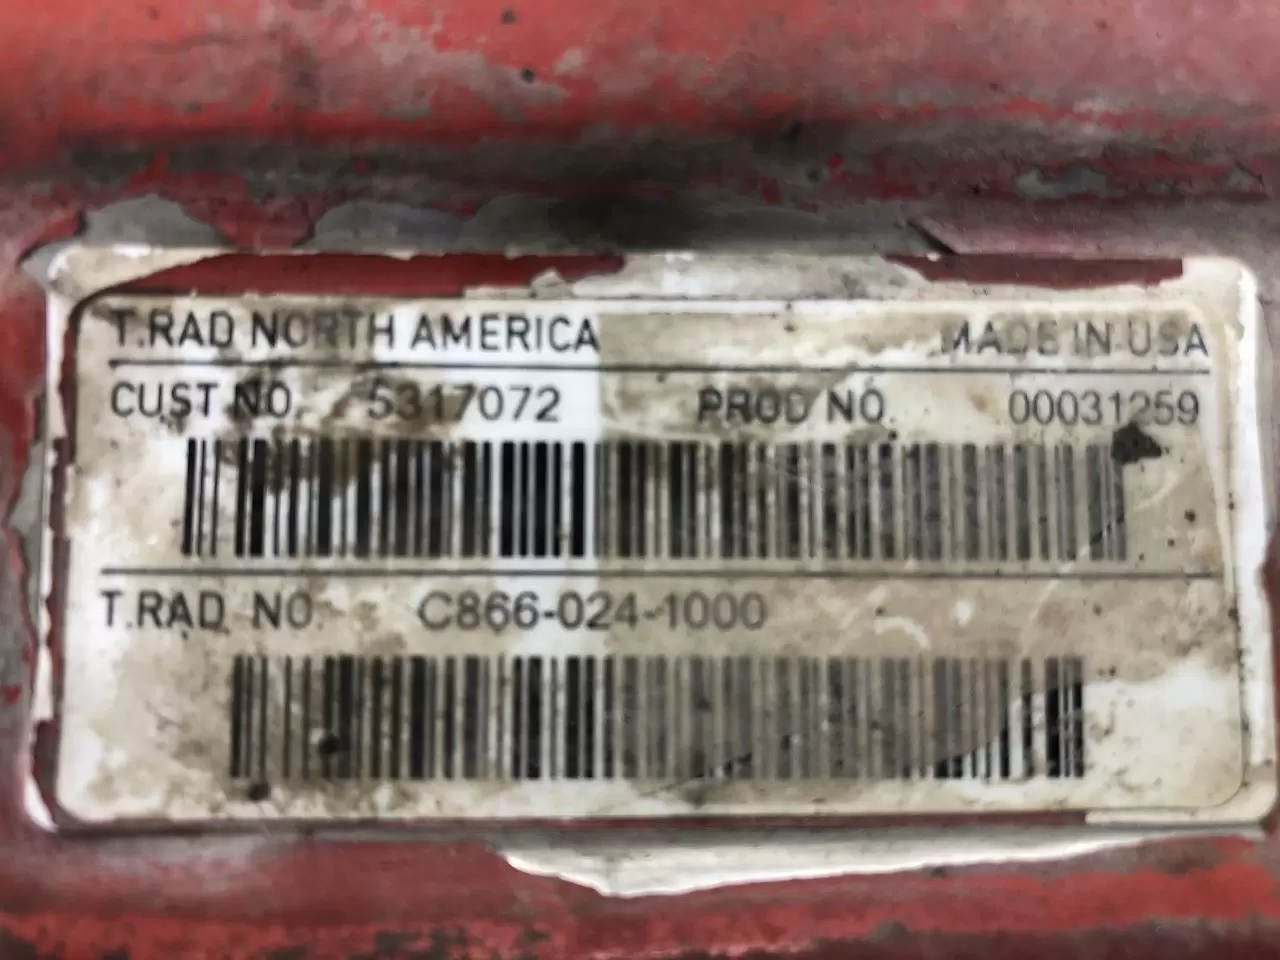 T.RAD NORTH AMERICA MADE IN USA
CUST NO. 5317072 PROD NO. 00031259
T.RAD NO. C866-024-1000